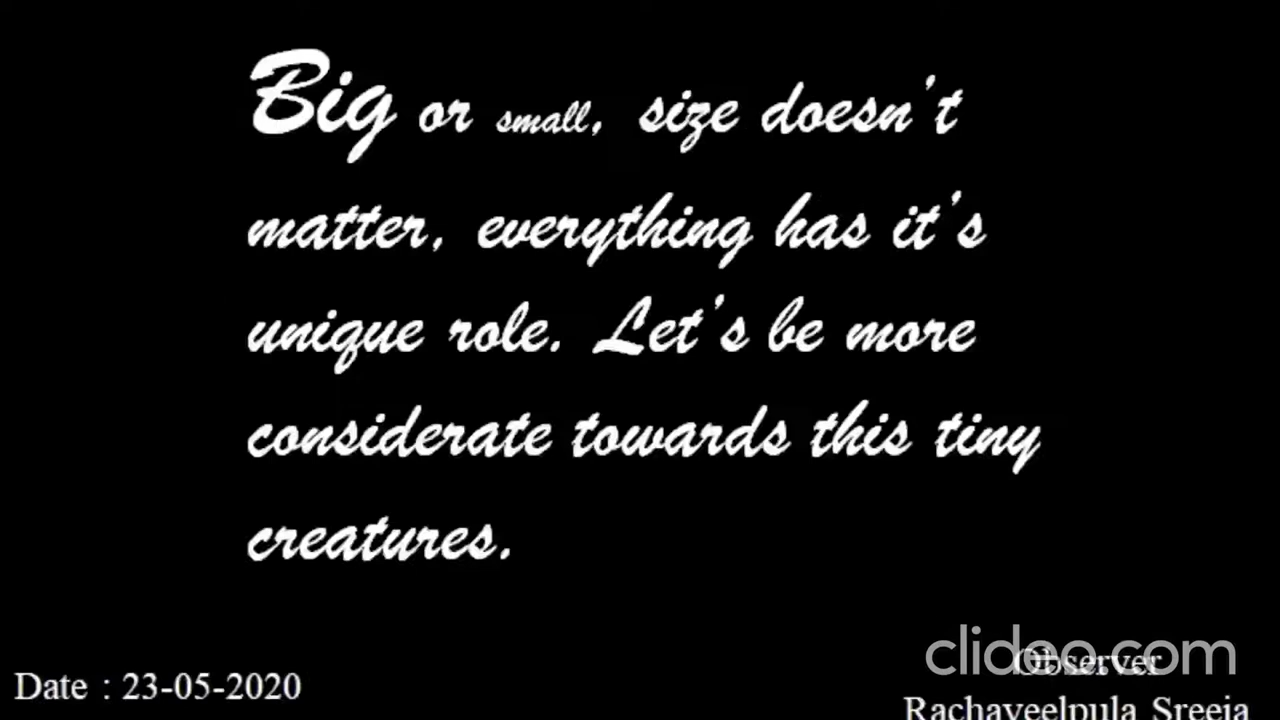 Big or small, size doesn't
matter, everything has it's
unique role. Let's be more
considerate towards this tiny
creatures.
clideo.com
Observer
Date : 23-05-2020
Rachaveelpula Sreeja